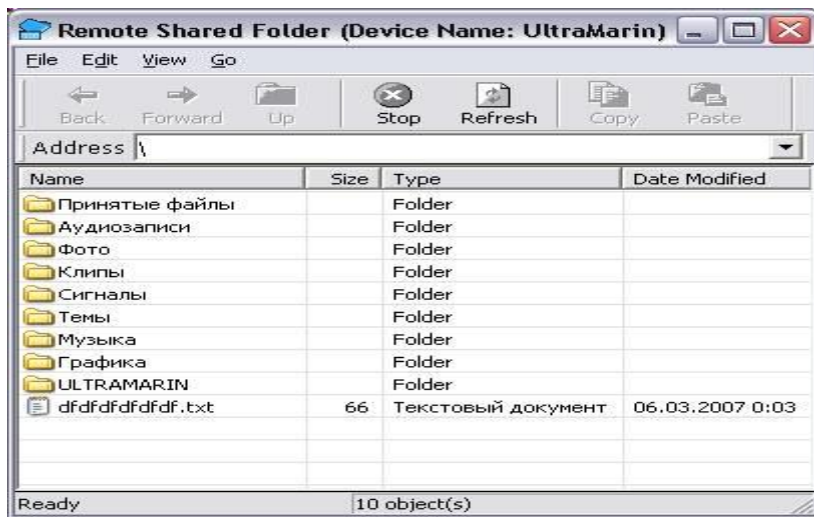 Remote Shared Folder (Device Name: UltraMarin)
File Edit View Go
Back Forward Up Stop Refresh Copy Paste
Address \
Name Size Type Date Modified
Принятые файлы Folder
Аудиозаписи Folder
Фото Folder
Клипы Folder
Сигналы Folder
Темы Folder
Музыка Folder
Графика Folder
ULTRAMARIN Folder
dfdfdfdfdfdf.txt 66 Текстовый документ 06.03.2007 0:03
Ready 10 object(s)